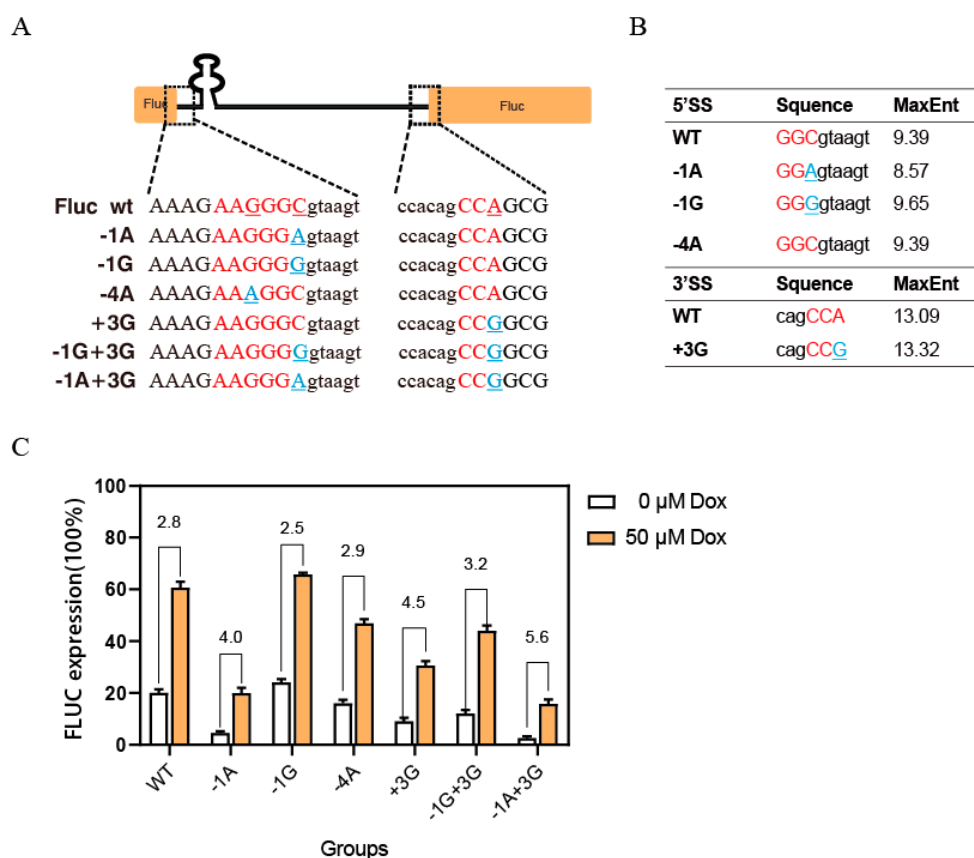 A
Fluc
Fluc
Fluc wt AAAGAAGGGCgtaagt ccacagCCAGCG
-1A AAAGAAGGGAgtaagt ccacagCCAGCG
-1G AAAGAAGGGGgtaagt ccacagCCAGCG
-4A AAAGAAAGGCgtaagt ccacagCCAGCG
+3G AAAGAAGGGCgtaagt ccacagCCGGCG
-1G+3G AAAGAAGGGGgtaagt ccacagCCGGCG
-1A+3G AAAGAAGGGAgtaagt ccacagCCGGCG
B
5'SS Squence MaxEnt
WT GGCgtaagt 9.39
-1A GGAgtaagt 8.57
-1G GGGgtaagt 9.65
-4A GGCgtaagt 9.39
3'SS Squence MaxEnt
WT cagCCA 13.09
+3G cagCCG 13.32
C
FLUC expression(100%)
100
80
60
40
20
0
2.8
4.0
2.5
2.9
4.5
3.2
5.6
0 μM Dox
50 μM Dox
WT
-1A
-1G
-4A
+3G
-1G+3G
-1A+3G
Groups